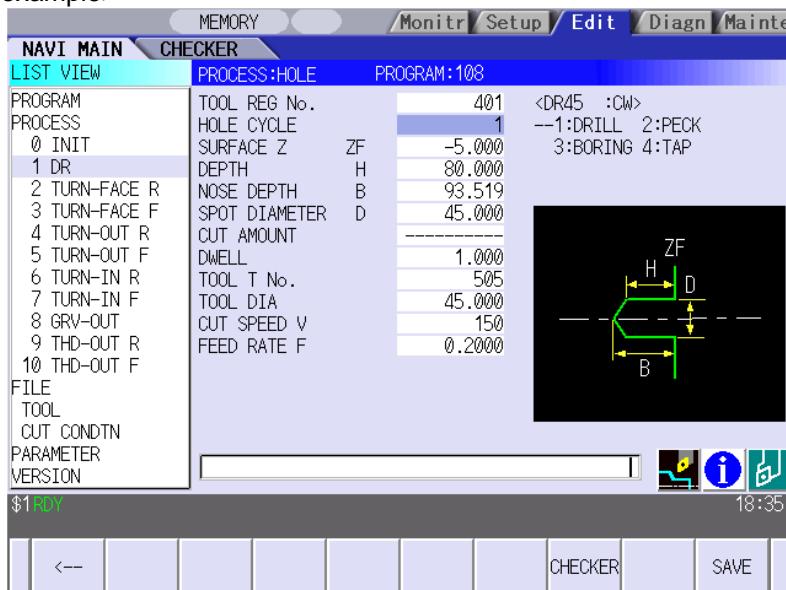 example.
MEMORY Monitr Setup Edit Diagn Mainte
NAVI MAIN CHECKER
LIST VIEW PROCESS:HOLE PROGRAM:108
PROGRAM
PROCESS
0 INIT
1 DR
2 TURN-FACE R
3 TURN-FACE F
4 TURN-OUT R
5 TURN-OUT F
6 TURN-IN R
7 TURN-IN F
8 GRV-OUT
9 THD-OUT R
10 THD-OUT F
FILE
TOOL
CUT CONDTN
PARAMETER
VERSION
TOOL REG No. 401
HOLE CYCLE 1
SURFACE Z ZF -5.000
DEPTH H 80.000
NOSE DEPTH B 93.519
SPOT DIAMETER D 45.000
CUT AMOUNT ----------
DWELL 1.000
TOOL T No. 505
TOOL DIA 45.000
CUT SPEED V 150
FEED RATE F 0.2000
<DR45 :CW>
--1:DRILL 2:PECK
3:BORING 4:TAP
ZF
H
D
B
$1 RDY 18:35
<-- CHECKER SAVE